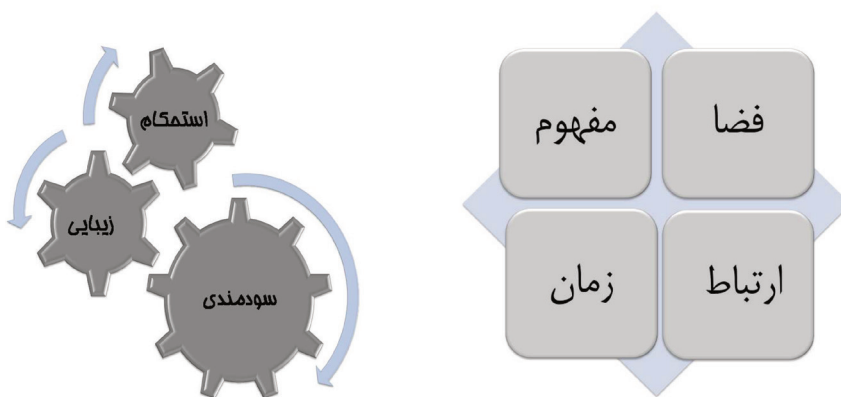 فضا
مفهوم
ارتباط
زمان
استحکام
زیبایی
سودمندی